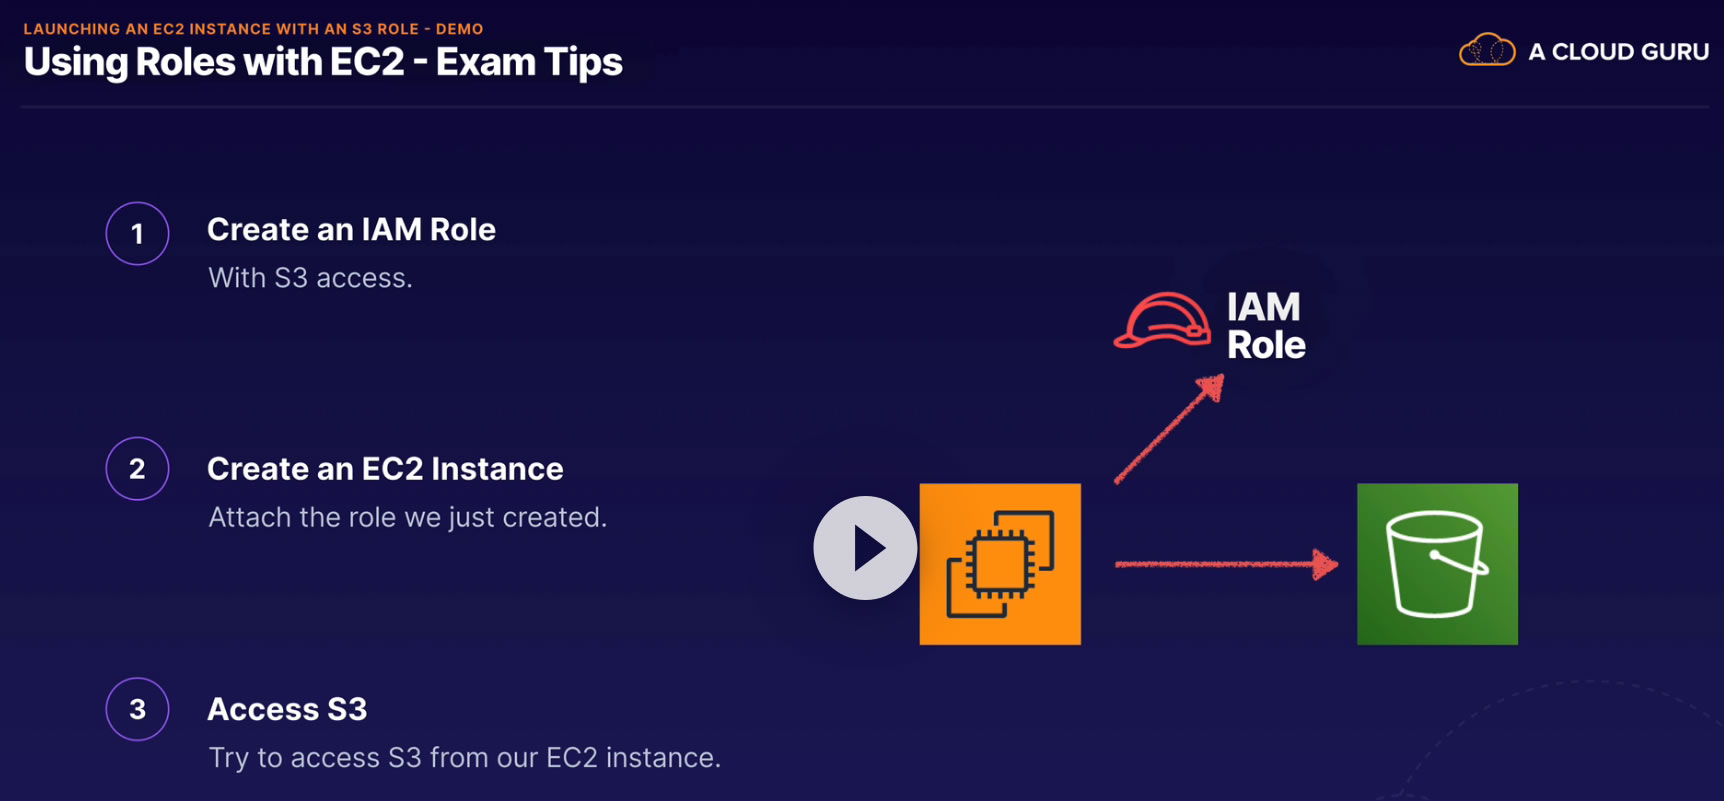 LAUNCHING AN EC2 INSTANCE WITH AN S3 ROLE - DEMO
Using Roles with EC2 - Exam Tips
A CLOUD GURU
1
Create an IAM Role
With S3 access.
IAM
Role
2
Create an EC2 Instance
Attach the role we just created.
3
Access S3
Try to access S3 from our EC2 instance.